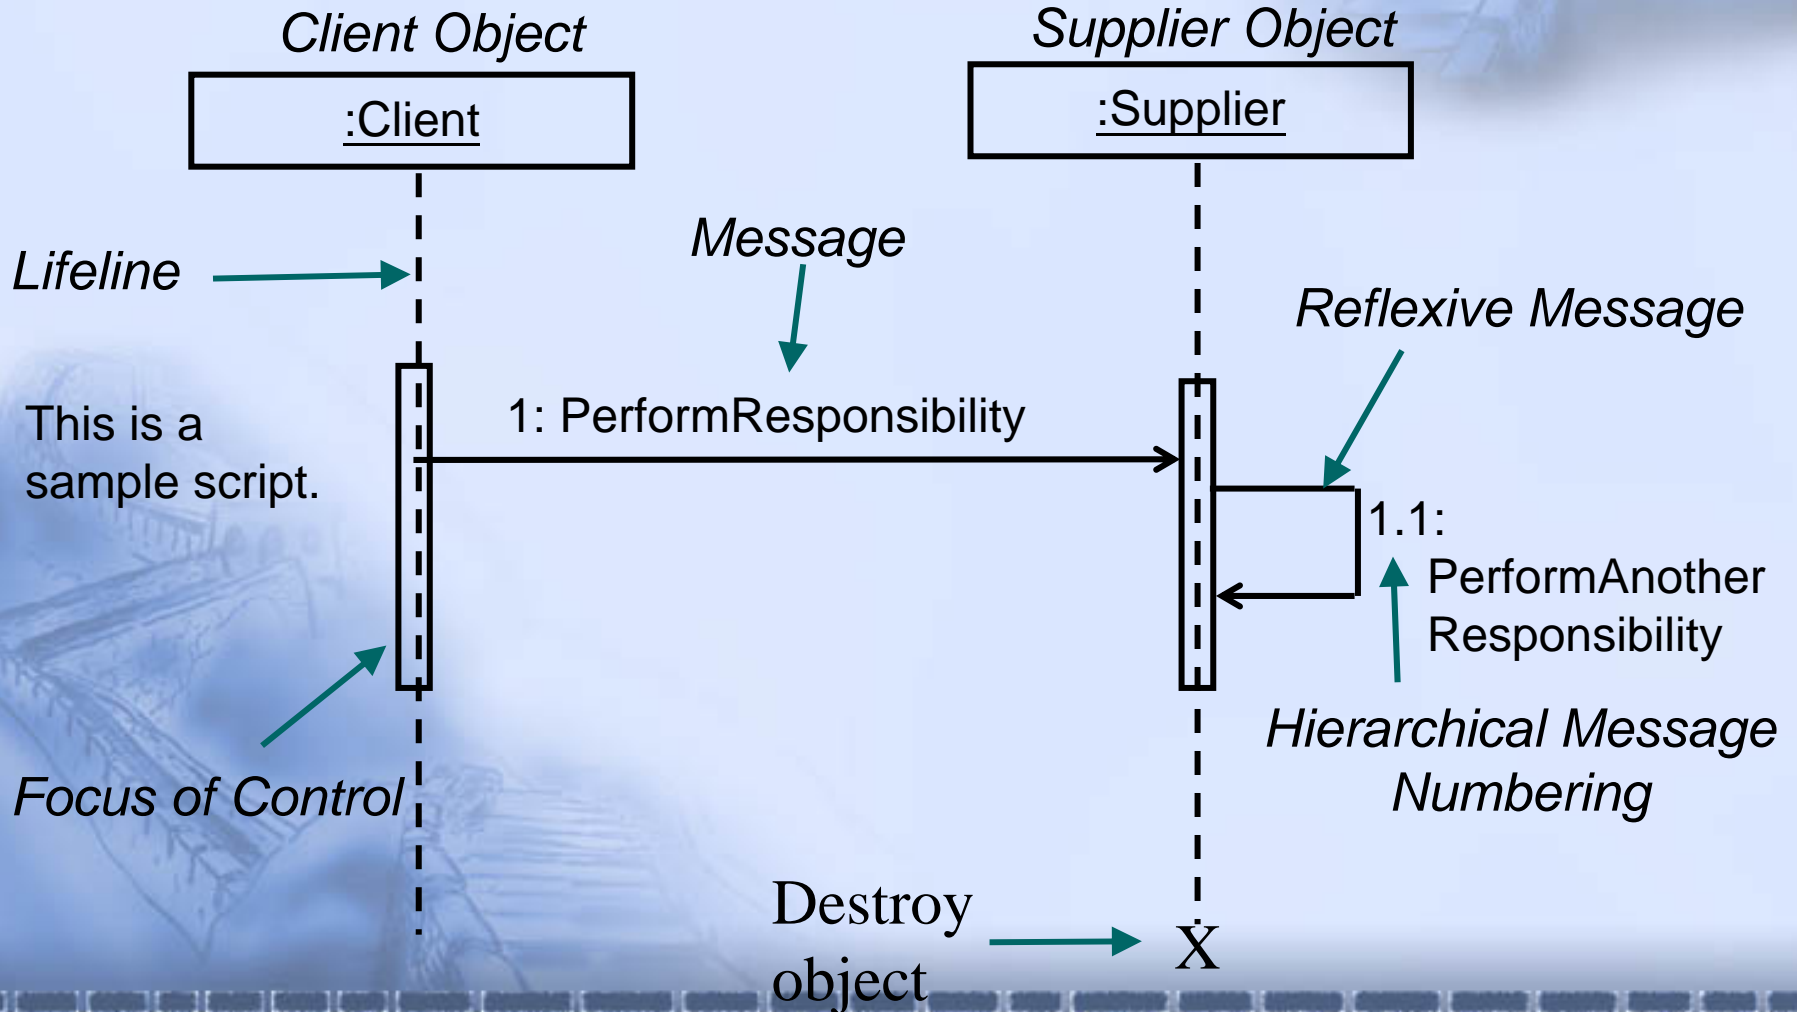 Client Object
Supplier Object
:Client
:Supplier
Message
Lifeline
Reflexive Message
1: PerformResponsibility
This is a
sample script.
1.1:
PerformAnother
Responsibility
Hierarchical Message
Numbering
Focus of Control
Destroy
object
X